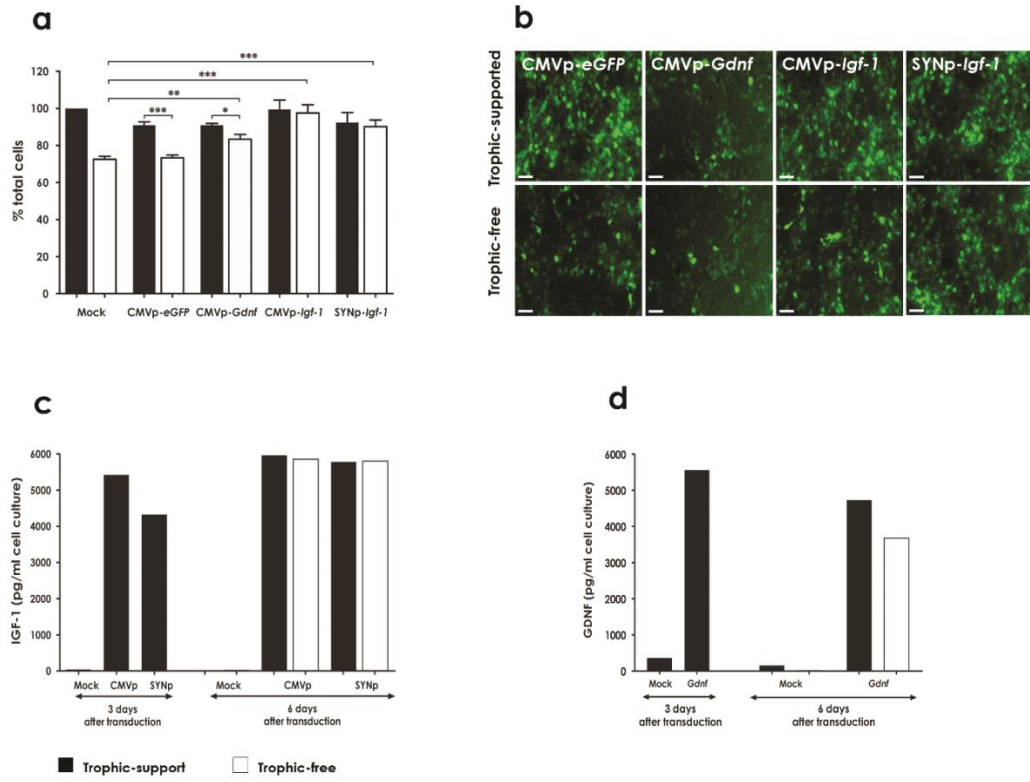 a
***
***
**
***
*
120
100
80
60
40
20
0
% total cells
Mock
CMVp-eGFP
CMVp-Gdnf
CMVp-Igf-1
SYNp-Igf-1
b
CMVp-eGFP
CMVp-Gdnf
CMVp-Igf-1
SYNp-Igf-1
Trophic-supported
Trophic-free
c
6000
5000
4000
3000
2000
1000
0
IGF-1 (pg/ml cell culture)
Mock CMVp SYNp
Mock CMVp SYNp
3 days
after transduction
6 days
after transduction
d
6000
5000
4000
3000
2000
1000
0
GDNF (pg/ml cell culture)
Mock Gdnf
Mock Gdnf
3 days
after transduction
6 days
after transduction
Trophic-support
Trophic-free